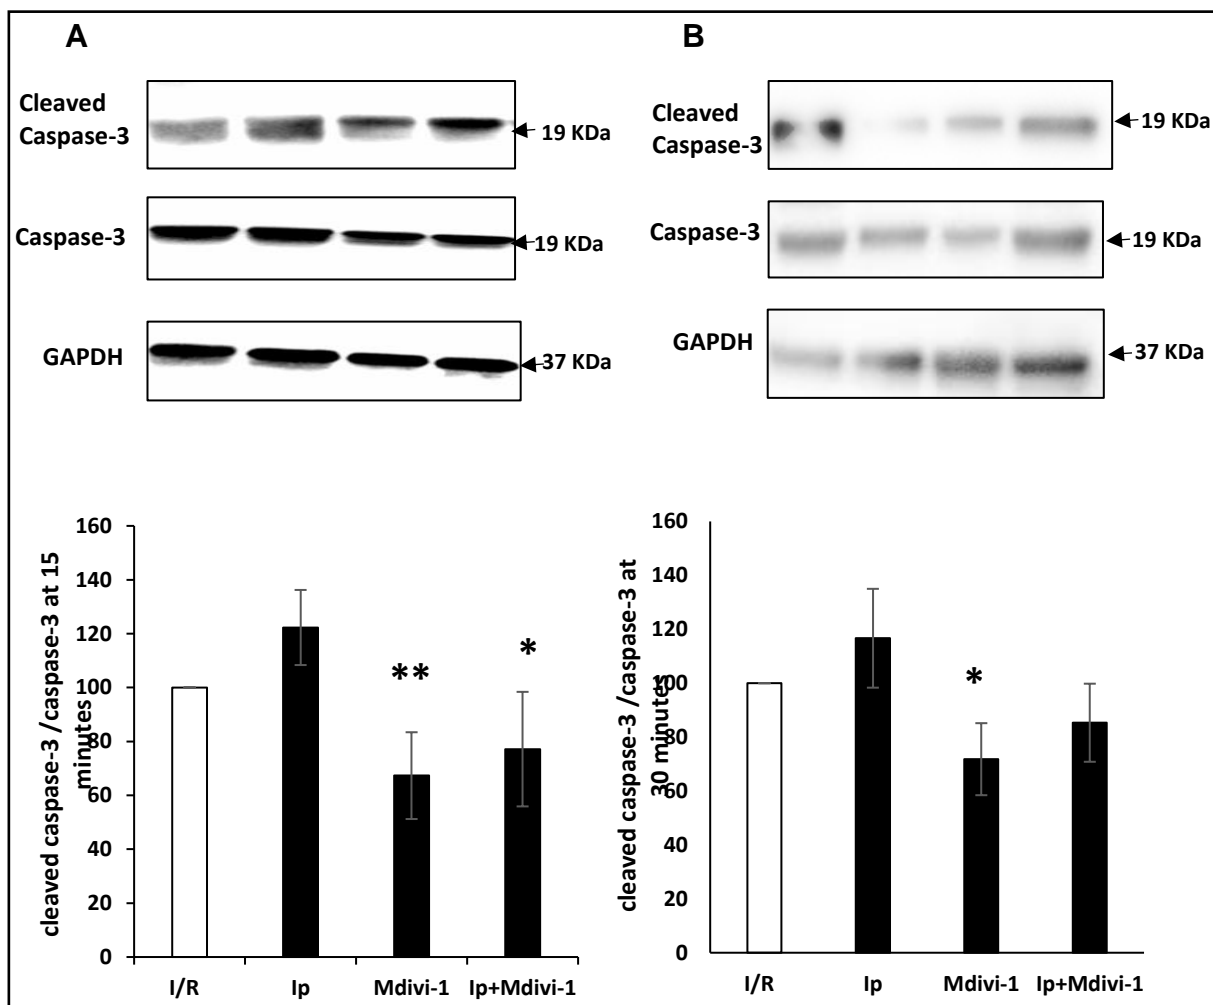 A
Cleaved
Caspase-3
19 KDa
Caspase-3
19 KDa
GAPDH
37 KDa
B
Cleaved
Caspase-3
19 KDa
Caspase-3
19 KDa
GAPDH
37 KDa
cleaved caspase-3 /caspase-3 at 15
minutes
160
140
120
100
80
60
40
20
0
**
*
I/R Ip Mdivi-1 Ip+Mdivi-1
cleaved caspase-3 /caspase-3 at
30 minutes
160
140
120
100
80
60
40
20
0
*
I/R Ip Mdivi-1 Ip+Mdivi-1